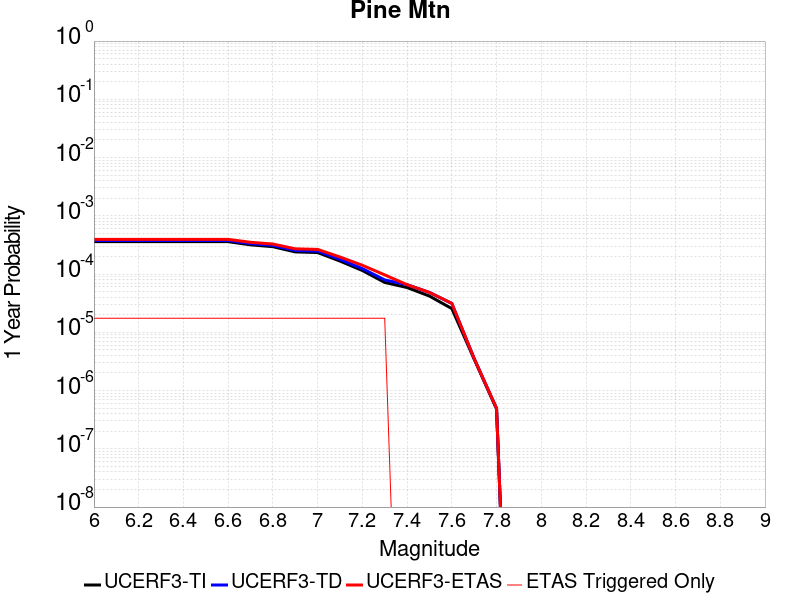 Pine Mtn
10^0
10^-1
10^-2
10^-3
10^-4
10^-5
10^-6
10^-7
10^-8
1 Year Probability
6 6.2 6.4 6.6 6.8 7 7.2 7.4 7.6 7.8 8 8.2 8.4 8.6 8.8 9
Magnitude
UCERF3-TI UCERF3-TD UCERF3-ETAS ETAS Triggered Only